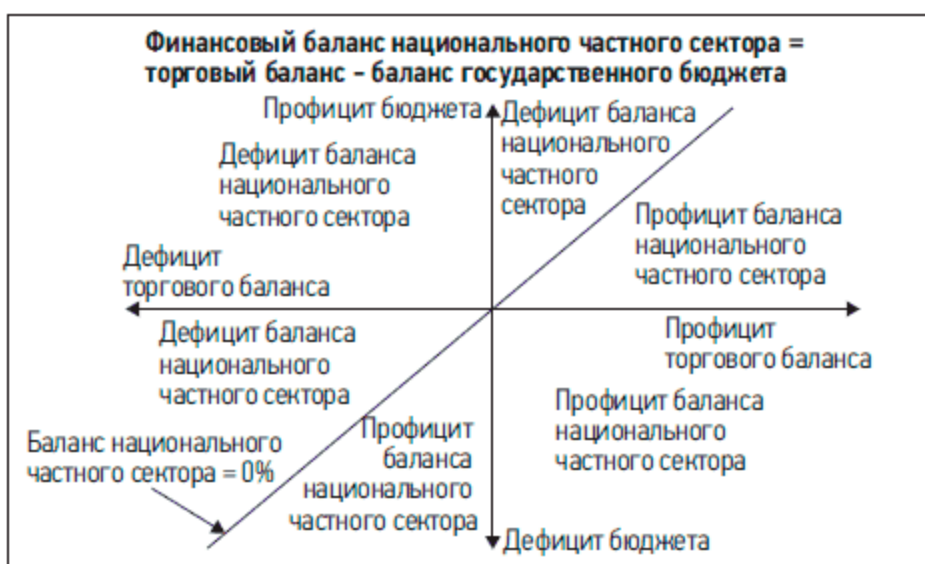 Финансовый баланс национального частного сектора =
торговый баланс – баланс государственного бюджета
Профицит бюджета
Дефицит баланса
национального
частного
сектора
Дефицит баланса
национального
частного сектора
Профицит баланса
национального
частного сектора
Дефицит
торгового баланса
Дефицит баланса
национального
частного сектора
Профицит
торгового баланса
Профицит баланса
национального
частного сектора
Баланс национального
частного сектора = 0%
Профицит
баланса
национального
частного сектора
Дефицит бюджета